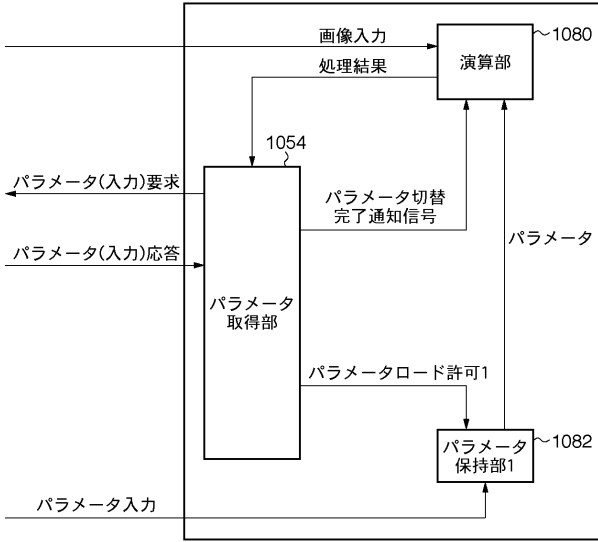 画像入力
1080
演算部
処理結果
1054
パラメータ(入力)要求
パラメータ切替
完了通知信号
パラメータ
パラメータ(入力)応答
パラメータ
取得部
パラメータロード許可1
1082
パラメータ
保持部1
パラメータ入力